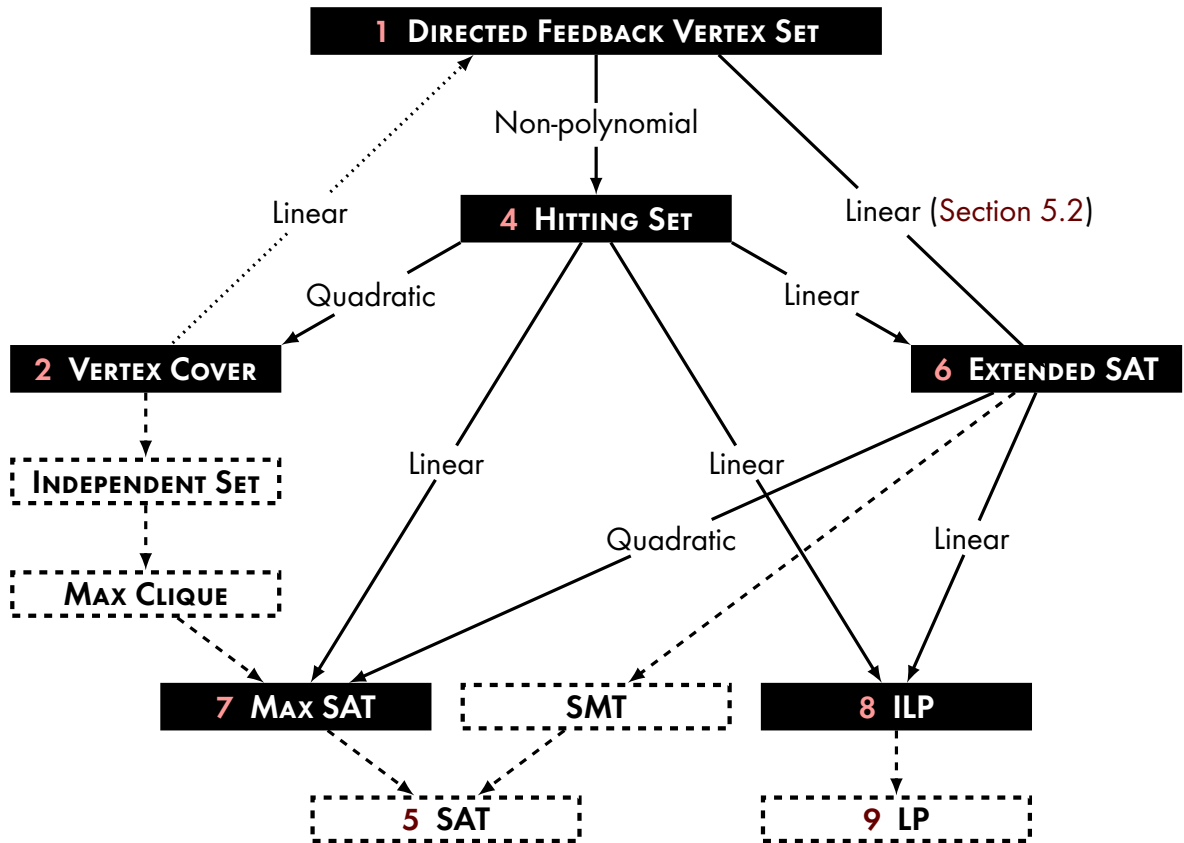 1 Directed Feedback Vertex Set
Non-polynomial
Linear
4 Hitting Set
Linear (Section 5.2)
Quadratic
Linear
2 Vertex Cover
6 Extended SAT
Independent Set
Linear
Linear
Quadratic
Linear
Max Clique
7 Max SAT
SMT
8 ILP
5 SAT
9 LP